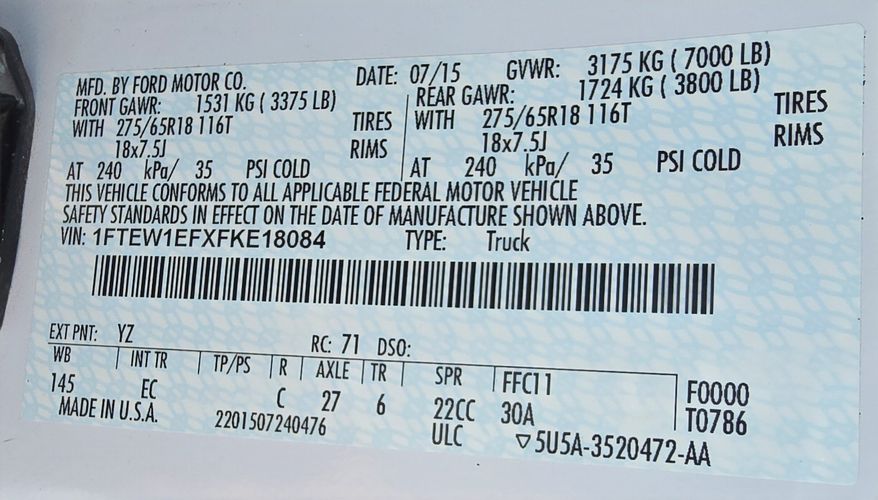 MFD. BY FORD MOTOR CO. DATE: 07/15 GVWR: 3175 KG ( 7000 LB)
FRONT GAWR: 1531 KG ( 3375 LB) REAR GAWR: 1724 KG ( 3800 LB)
WITH 275/65R18 116T TIRES WITH 275/65R18 116T TIRES
18x7.5J RIMS 18x7.5J RIMS
AT 240 kPa/ 35 PSI COLD AT 240 kPa/ 35 PSI COLD
THIS VEHICLE CONFORMS TO ALL APPLICABLE FEDERAL MOTOR VEHICLE
SAFETY STANDARDS IN EFFECT ON THE DATE OF MANUFACTURE SHOWN ABOVE.
VIN: 1FTEW1EFXFKE18084 TYPE: Truck
EXT PNT: YZ RC: 71 DSO:
WB INT TR TP/PS R AXLE TR SPR FFC11 F0000
145 EC C 27 6 22CC 30A T0786
MADE IN U.S.A. 2201507240476 ULC ▽5U5A-3520472-AA